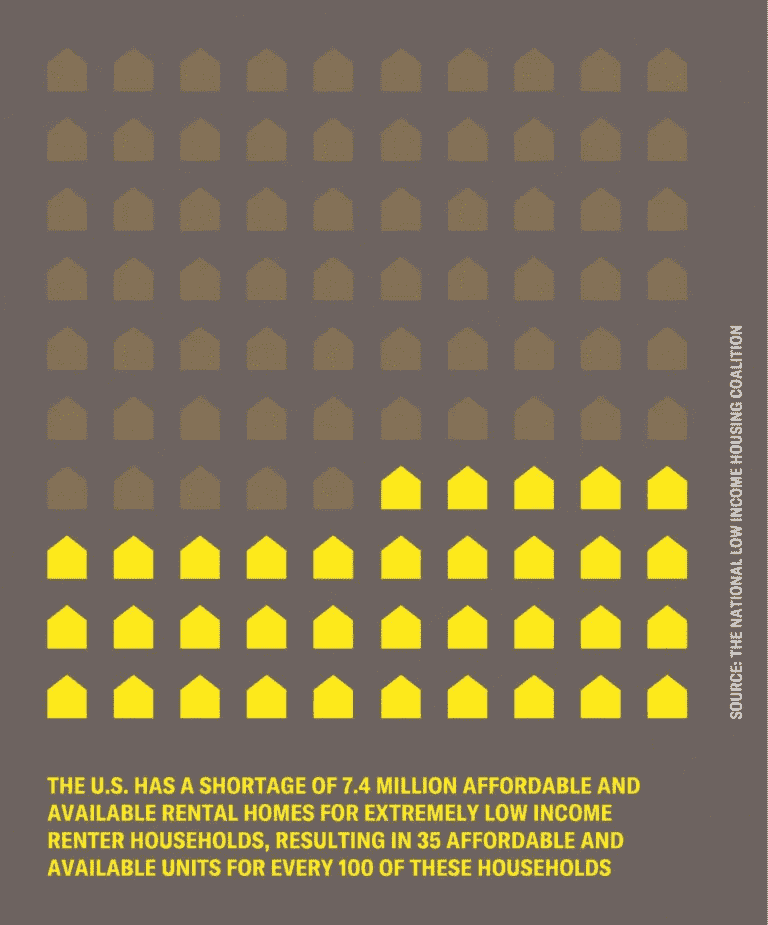 THE U.S. HAS A SHORTAGE OF 7.4 MILLION AFFORDABLE AND
AVAILABLE RENTAL HOMES FOR EXTREMELY LOW INCOME
RENTER HOUSEHOLDS, RESULTING IN 35 AFFORDABLE AND
AVAILABLE UNITS FOR EVERY 100 OF THESE HOUSEHOLDS
SOURCE: THE NATIONAL LOW INCOME HOUSING COALITION